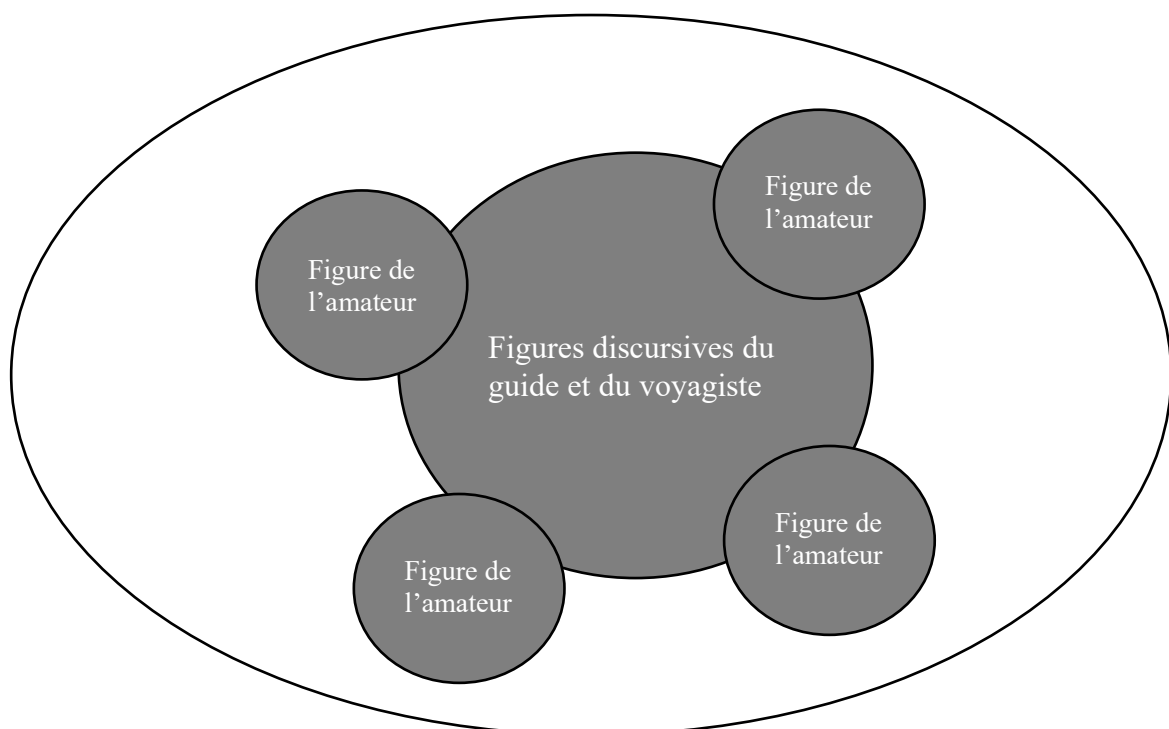 Figure de
l’amateur
Figure de
l’amateur
Figures discursives du
guide et du voyagiste
Figure de
l’amateur
Figure de
l’amateur